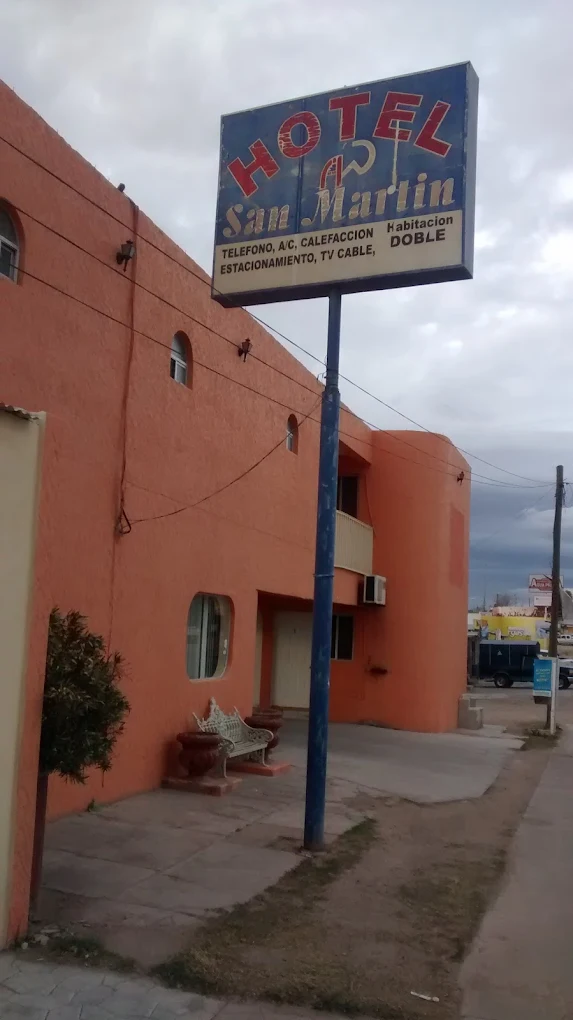 HOTEL
San Martin
TELEFONO, A/C, CALEFACCION
ESTACIONAMIENTO, TV CABLE,
Habitacion
DOBLE